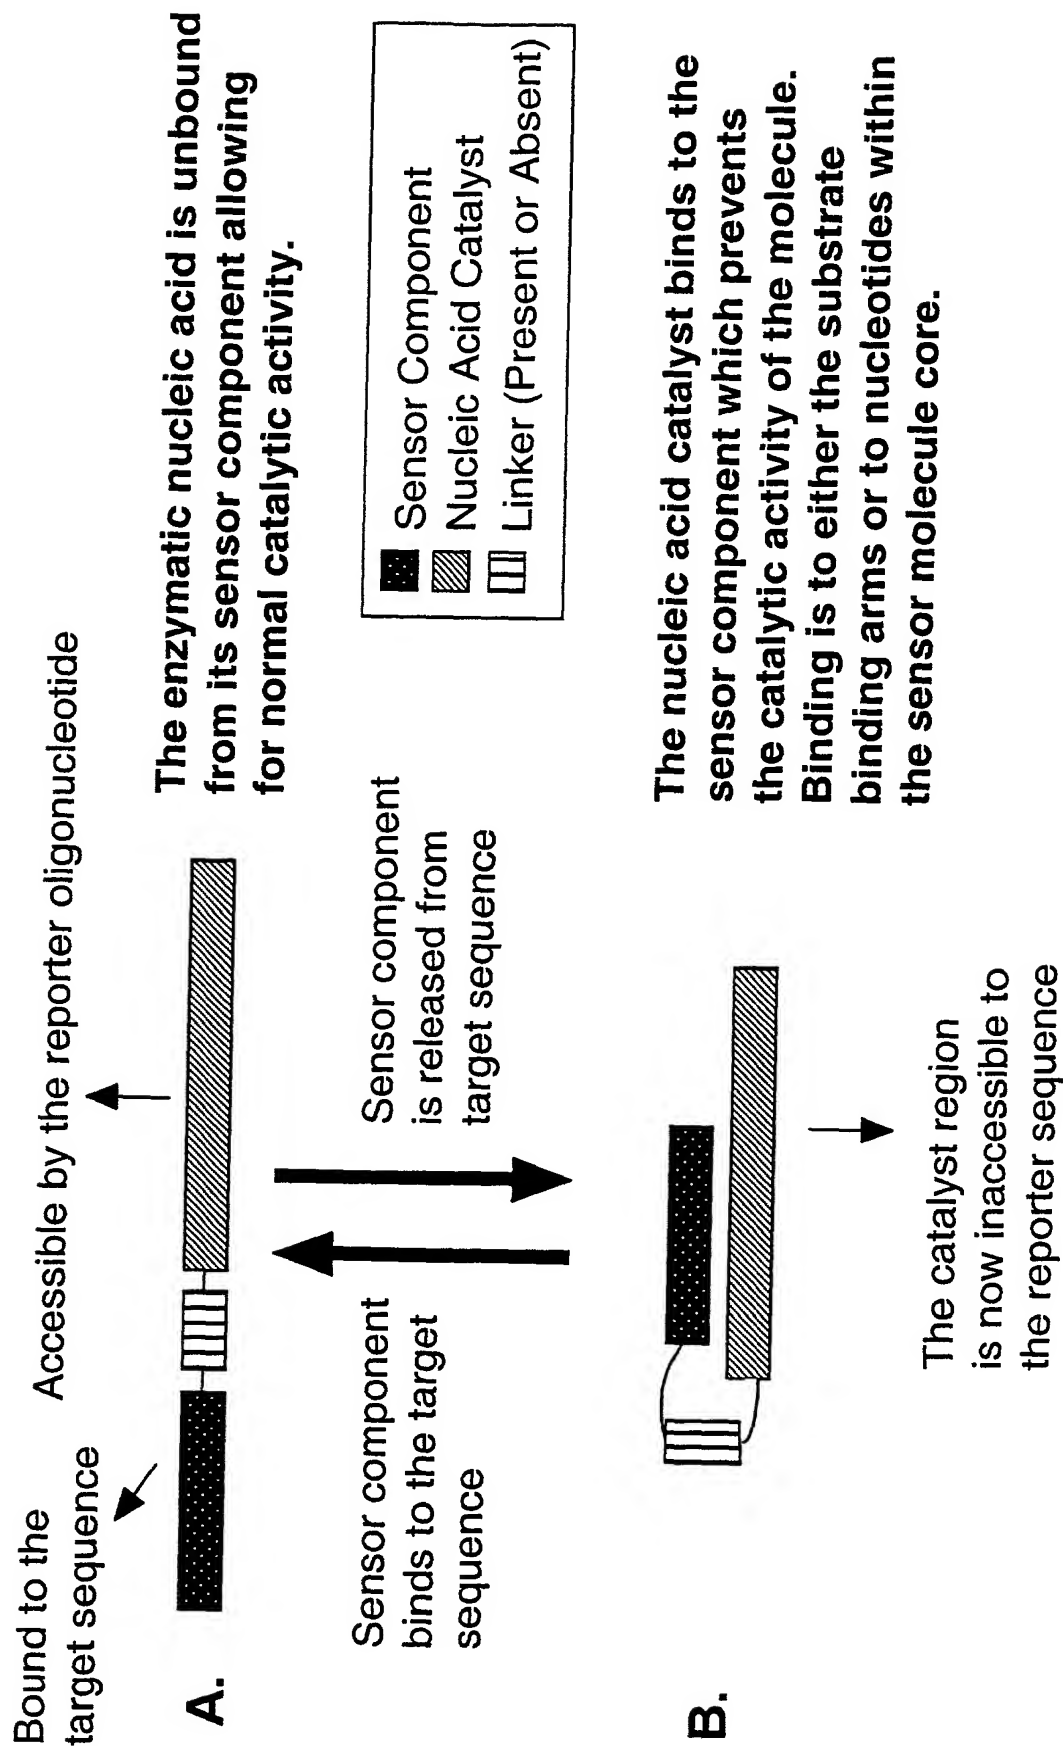 Bound to the
target sequence
Accessible by the reporter oligonucleotide
A.
The enzymatic nucleic acid is unbound
from its sensor component allowing
for normal catalytic activity.
Sensor component
binds to the target
sequence
Sensor component
is released from
target sequence
Sensor Component
Nucleic Acid Catalyst
Linker (Present or Absent)
B.
The nucleic acid catalyst binds to the
sensor component which prevents
the catalytic activity of the molecule.
Binding is to either the substrate
binding arms or to nucleotides within
the sensor molecule core.
The catalyst region
is now inaccessible to
the reporter sequence